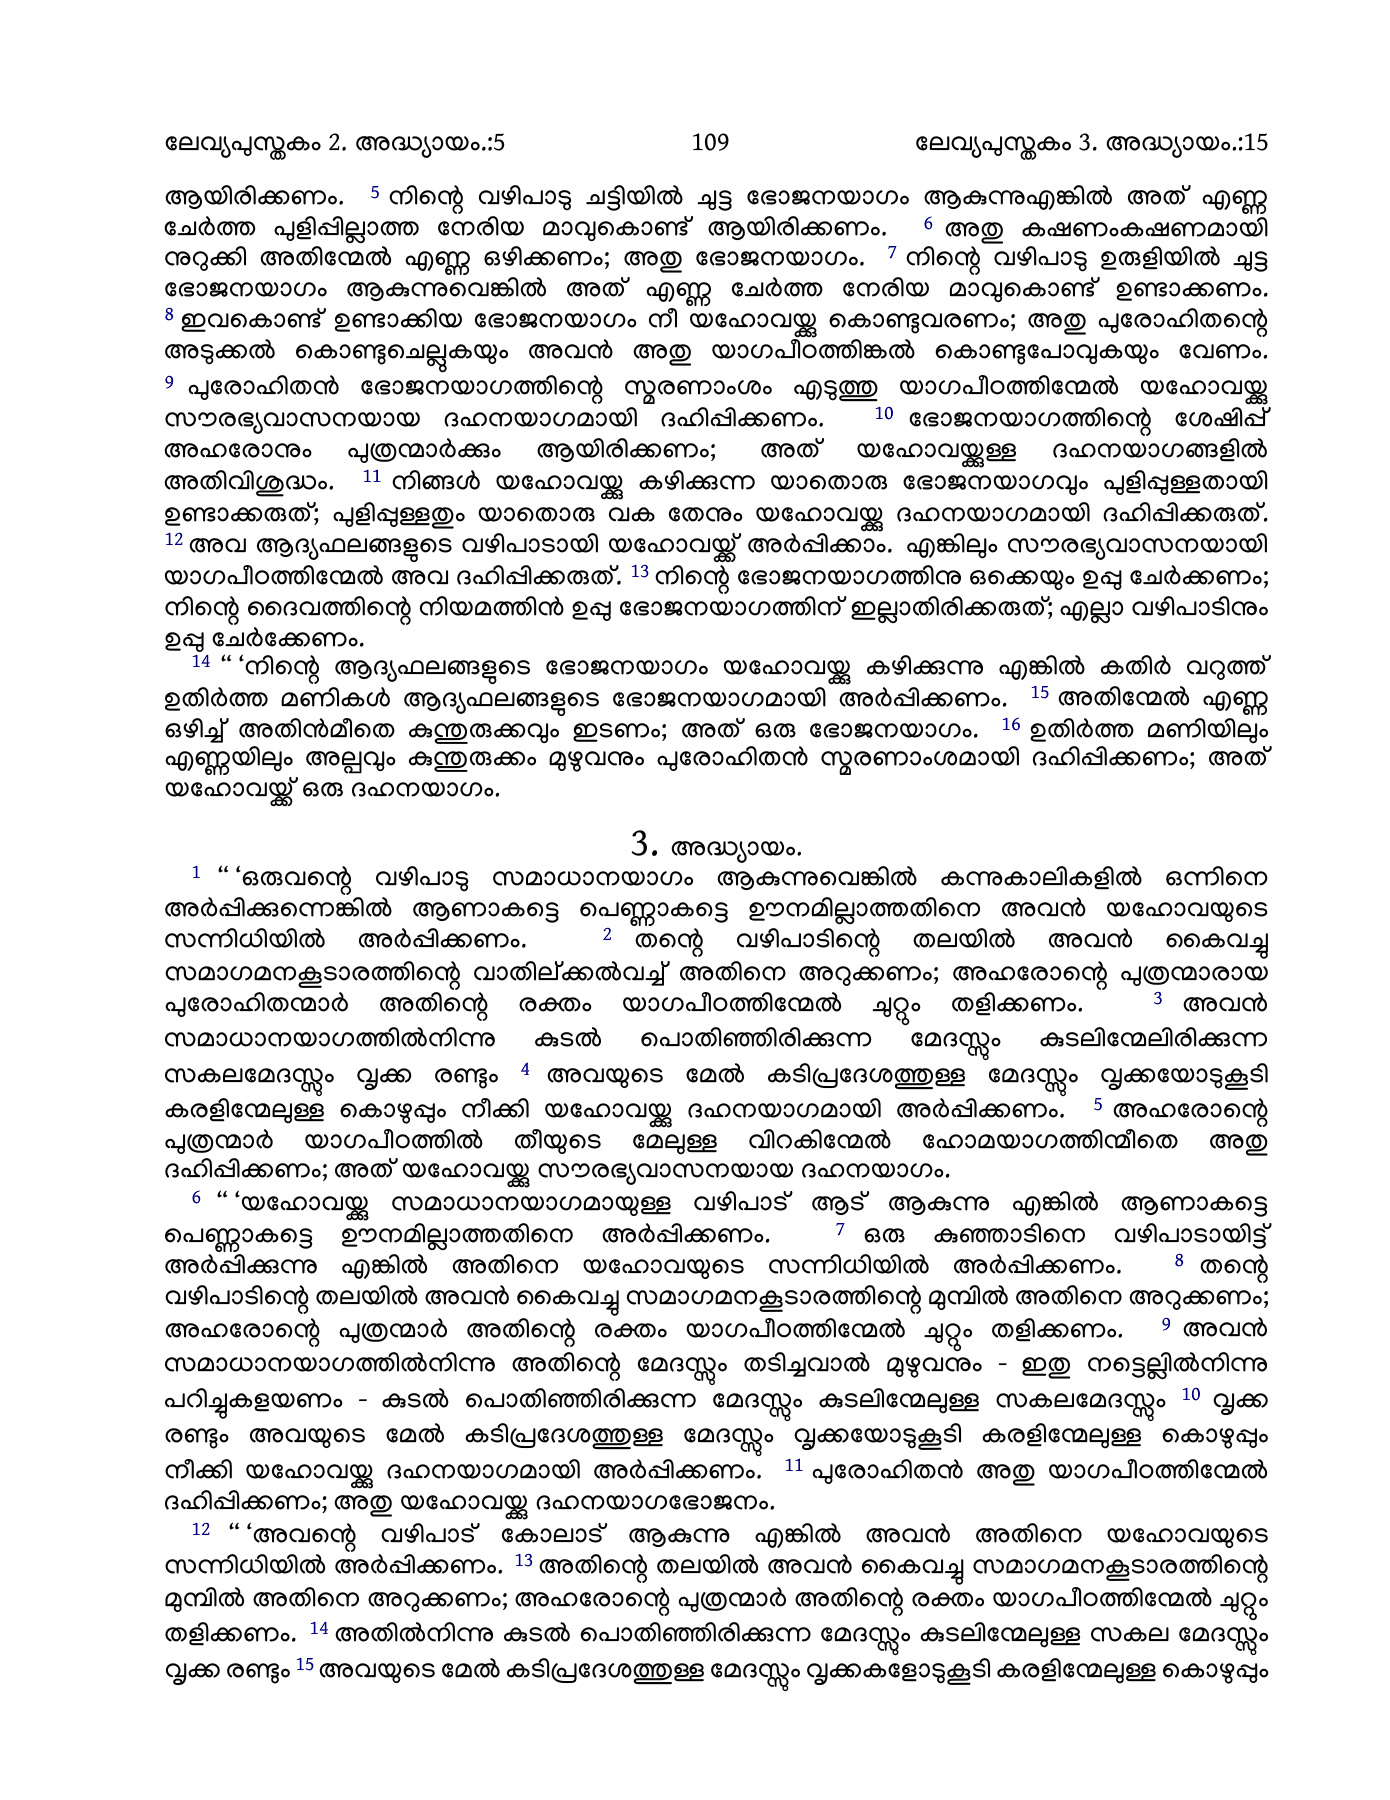 ലേവ്യപുസ്തകം 2. അദ്ധ്യായം.:5 109 ലേവ്യപുസ്തകം 3. അദ്ധ്യായം.:15
ആയിരിക്കണം. 5 നിന്റെ വഴിപാടു ചട്ടിയിൽ ചുട്ട ഭോജനയാഗം ആകുന്നുഎങ്കിൽ അത് എണ്ണ
ചേർത്ത പുളിപ്പില്ലാത്ത നേരിയ മാവുകൊണ്ട് ആയിരിക്കണം. 6 അതു കഷണംകഷണമായി
നുറുക്കി അതിന്മേൽ എണ്ണ ഒഴിക്കണം; അതു ഭോജനയാഗം. 7 നിന്റെ വഴിപാടു ഉരുളിയിൽ ചുട്ട
ഭോജനയാഗം ആകുന്നുവെങ്കിൽ അത് എണ്ണ ചേർത്ത നേരിയ മാവുകൊണ്ട് ഉണ്ടാക്കണം.
8 ഇവകൊണ്ട് ഉണ്ടാക്കിയ ഭോജനയാഗം നീ യഹോവയ്ക്കു കൊണ്ടുവരണം; അതു പുരോഹിതന്റെ
അടുക്കൽ കൊണ്ടുചെല്ലുകയും അവൻ അതു യാഗപീഠത്തിങ്കൽ കൊണ്ടുപോവുകയും വേണം.
9 പുരോഹിതൻ ഭോജനയാഗത്തിന്റെ സ്മരണാംശം എടുത്തു യാഗപീഠത്തിന്മേൽ യഹോവയ്ക്കു
സൗരഭ്യവാസനയായ ദഹനയാഗമായി ദഹിപ്പിക്കണം. 10 ഭോജനയാഗത്തിന്റെ ശേഷിപ്പ്
അഹരോനും പുത്രന്മാർക്കും ആയിരിക്കണം; അത് യഹോവയ്ക്കുള്ള ദഹനയാഗങ്ങളിൽ
അതിവിശുദ്ധം. 11 നിങ്ങൾ യഹോവയ്ക്കു കഴിക്കുന്ന യാതൊരു ഭോജനയാഗവും പുളിപ്പുള്ളതായി
ഉണ്ടാക്കരുത്; പുളിപ്പുള്ളതും യാതൊരു വക തേനും യഹോവയ്ക്കു ദഹനയാഗമായി ദഹിപ്പിക്കരുത്.
12 അവ ആദ്യഫലങ്ങളുടെ വഴിപാടായി യഹോവയ്ക്ക് അർപ്പിക്കാം. എങ്കിലും സൗരഭ്യവാസനയായി
യാഗപീഠത്തിന്മേൽ അവ ദഹിപ്പിക്കരുത്. 13 നിന്റെ ഭോജനയാഗത്തിനു ഒക്കെയും ഉപ്പു ചേർക്കണം;
നിന്റെ ദൈവത്തിന്റെ നിയമത്തിൻ ഉപ്പു ഭോജനയാഗത്തിന് ഇല്ലാതിരിക്കരുത്; എല്ലാ വഴിപാടിനും
ഉപ്പു ചേർക്കേണം.
14 “ ‘നിന്റെ ആദ്യഫലങ്ങളുടെ ഭോജനയാഗം യഹോവയ്ക്കു കഴിക്കുന്നു എങ്കിൽ കതിർ വറുത്ത്
ഉതിർത്ത മണികൾ ആദ്യഫലങ്ങളുടെ ഭോജനയാഗമായി അർപ്പിക്കണം. 15 അതിന്മേൽ എണ്ണ
ഒഴിച്ച് അതിൻമീതെ കുന്തുരുക്കവും ഇടണം; അത് ഒരു ഭോജനയാഗം. 16 ഉതിർത്ത മണിയിലും
എണ്ണയിലും അല്പവും കുന്തുരുക്കം മുഴുവനും പുരോഹിതൻ സ്മരണാംശമായി ദഹിപ്പിക്കണം; അത്
യഹോവയ്ക്ക് ഒരു ദഹനയാഗം.
3. അദ്ധ്യായം.
1 “ ‘ഒരുവന്റെ വഴിപാടു സമാധാനയാഗം ആകുന്നുവെങ്കിൽ കന്നുകാലികളിൽ ഒന്നിനെ
അർപ്പിക്കുന്നെങ്കിൽ ആണാകട്ടെ പെണ്ണാകട്ടെ ഊനമില്ലാത്തതിനെ അവൻ യഹോവയുടെ
സന്നിധിയിൽ അർപ്പിക്കണം. 2 തന്റെ വഴിപാടിന്റെ തലയിൽ അവൻ കൈവച്ചു
സമാഗമനകൂടാരത്തിന്റെ വാതില്ക്കൽവച്ച് അതിനെ അറുക്കണം; അഹരോന്റെ പുത്രന്മാരായ
പുരോഹിതന്മാർ അതിന്റെ രക്തം യാഗപീഠത്തിന്മേൽ ചുറ്റും തളിക്കണം. 3 അവൻ
സമാധാനയാഗത്തിൽനിന്നു കുടൽ പൊതിഞ്ഞിരിക്കുന്ന മേദസ്സും കുടലിന്മേലിരിക്കുന്ന
സകലമേദസ്സും വൃക്ക രണ്ടും 4 അവയുടെ മേൽ കടിപ്രദേശത്തുള്ള മേദസ്സും വൃക്കയോടുകൂടി
കരളിന്മേലുള്ള കൊഴുപ്പും നീക്കി യഹോവയ്ക്കു ദഹനയാഗമായി അർപ്പിക്കണം. 5 അഹരോന്റെ
പുത്രന്മാർ യാഗപീഠത്തിൽ തീയുടെ മേലുള്ള വിറകിന്മേൽ ഹോമയാഗത്തിന്മീതെ അതു
ദഹിപ്പിക്കണം; അത് യഹോവയ്ക്കു സൗരഭ്യവാസനയായ ദഹനയാഗം.
6 “ ‘യഹോവയ്ക്കു സമാധാനയാഗമായുള്ള വഴിപാട് ആട് ആകുന്നു എങ്കിൽ ആണാകട്ടെ
പെണ്ണാകട്ടെ ഊനമില്ലാത്തതിനെ അർപ്പിക്കണം. 7 ഒരു കുഞ്ഞാടിനെ വഴിപാടായിട്ട്
അർപ്പിക്കുന്നു എങ്കിൽ അതിനെ യഹോവയുടെ സന്നിധിയിൽ അർപ്പിക്കണം. 8 തന്റെ
വഴിപാടിന്റെ തലയിൽ അവൻ കൈവച്ചു സമാഗമനകൂടാരത്തിന്റെ മുമ്പിൽ അതിനെ അറുക്കണം;
അഹരോന്റെ പുത്രന്മാർ അതിന്റെ രക്തം യാഗപീഠത്തിന്മേൽ ചുറ്റും തളിക്കണം. 9 അവൻ
സമാധാനയാഗത്തിൽനിന്നു അതിന്റെ മേദസ്സും തടിച്ചവാൽ മുഴുവനും - ഇതു നട്ടെല്ലിൽനിന്നു
പറിച്ചുകളയണം - കുടൽ പൊതിഞ്ഞിരിക്കുന്ന മേദസ്സും കുടലിന്മേലുള്ള സകലമേദസ്സും 10 വൃക്ക
രണ്ടും അവയുടെ മേൽ കടിപ്രദേശത്തുള്ള മേദസ്സും വൃക്കയോടുകൂടി കരളിന്മേലുള്ള കൊഴുപ്പും
നീക്കി യഹോവയ്ക്കു ദഹനയാഗമായി അർപ്പിക്കണം. 11 പുരോഹിതൻ അതു യാഗപീഠത്തിന്മേൽ
ദഹിപ്പിക്കണം; അതു യഹോവയ്ക്കു ദഹനയാഗഭോജനം.
12 “ ‘അവന്റെ വഴിപാട് കോലാട് ആകുന്നു എങ്കിൽ അവൻ അതിനെ യഹോവയുടെ
സന്നിധിയിൽ അർപ്പിക്കണം. 13 അതിന്റെ തലയിൽ അവൻ കൈവച്ചു സമാഗമനകൂടാരത്തിന്റെ
മുമ്പിൽ അതിനെ അറുക്കണം; അഹരോന്റെ പുത്രന്മാർ അതിന്റെ രക്തം യാഗപീഠത്തിന്മേൽ ചുറ്റും
തളിക്കണം. 14 അതിൽനിന്നു കുടൽ പൊതിഞ്ഞിരിക്കുന്ന മേദസ്സും കുടലിന്മേലുള്ള സകല മേദസ്സും
വൃക്ക രണ്ടും 15 അവയുടെ മേൽ കടിപ്രദേശത്തുള്ള മേദസ്സും വൃക്കകളോടുകൂടി കരളിന്മേലുള്ള കൊഴുപ്പും